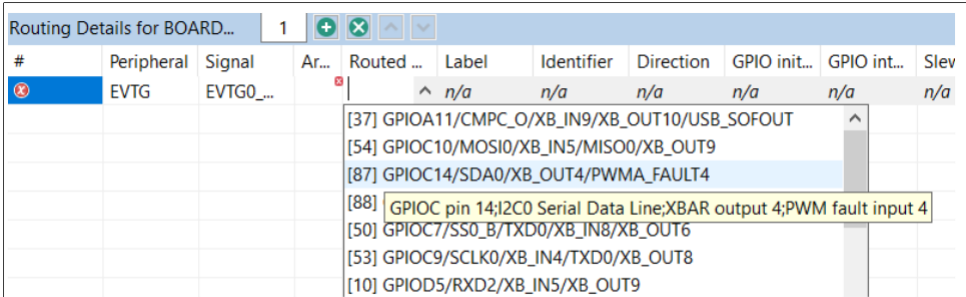 Routing Details for BOARD... 1
# Peripheral Signal Ar... Routed ... Label Identifier Direction GPIO init... GPIO int... Slev
EVTG EVTG0_... n/a n/a n/a n/a n/a n/a
[37] GPIOA11/CMPC_O/XB_IN9/XB_OUT10/USB_SOFOUT
[54] GPIOC10/MOSI0/XB_IN5/MISO0/XB_OUT9
[87] GPIOC14/SDA0/XB_OUT4/PWMA_FAULT4
[88] GPIOC pin 14;I2C0 Serial Data Line;XBAR output 4;PWM fault input 4
[50] GPIOC7/SS0_B/TXD0/XB_IN8/XB_OUT6
[53] GPIOC9/SCLK0/XB_IN4/TXD0/XB_OUT8
[10] GPIOD5/RXD2/XB_IN5/XB_OUT9